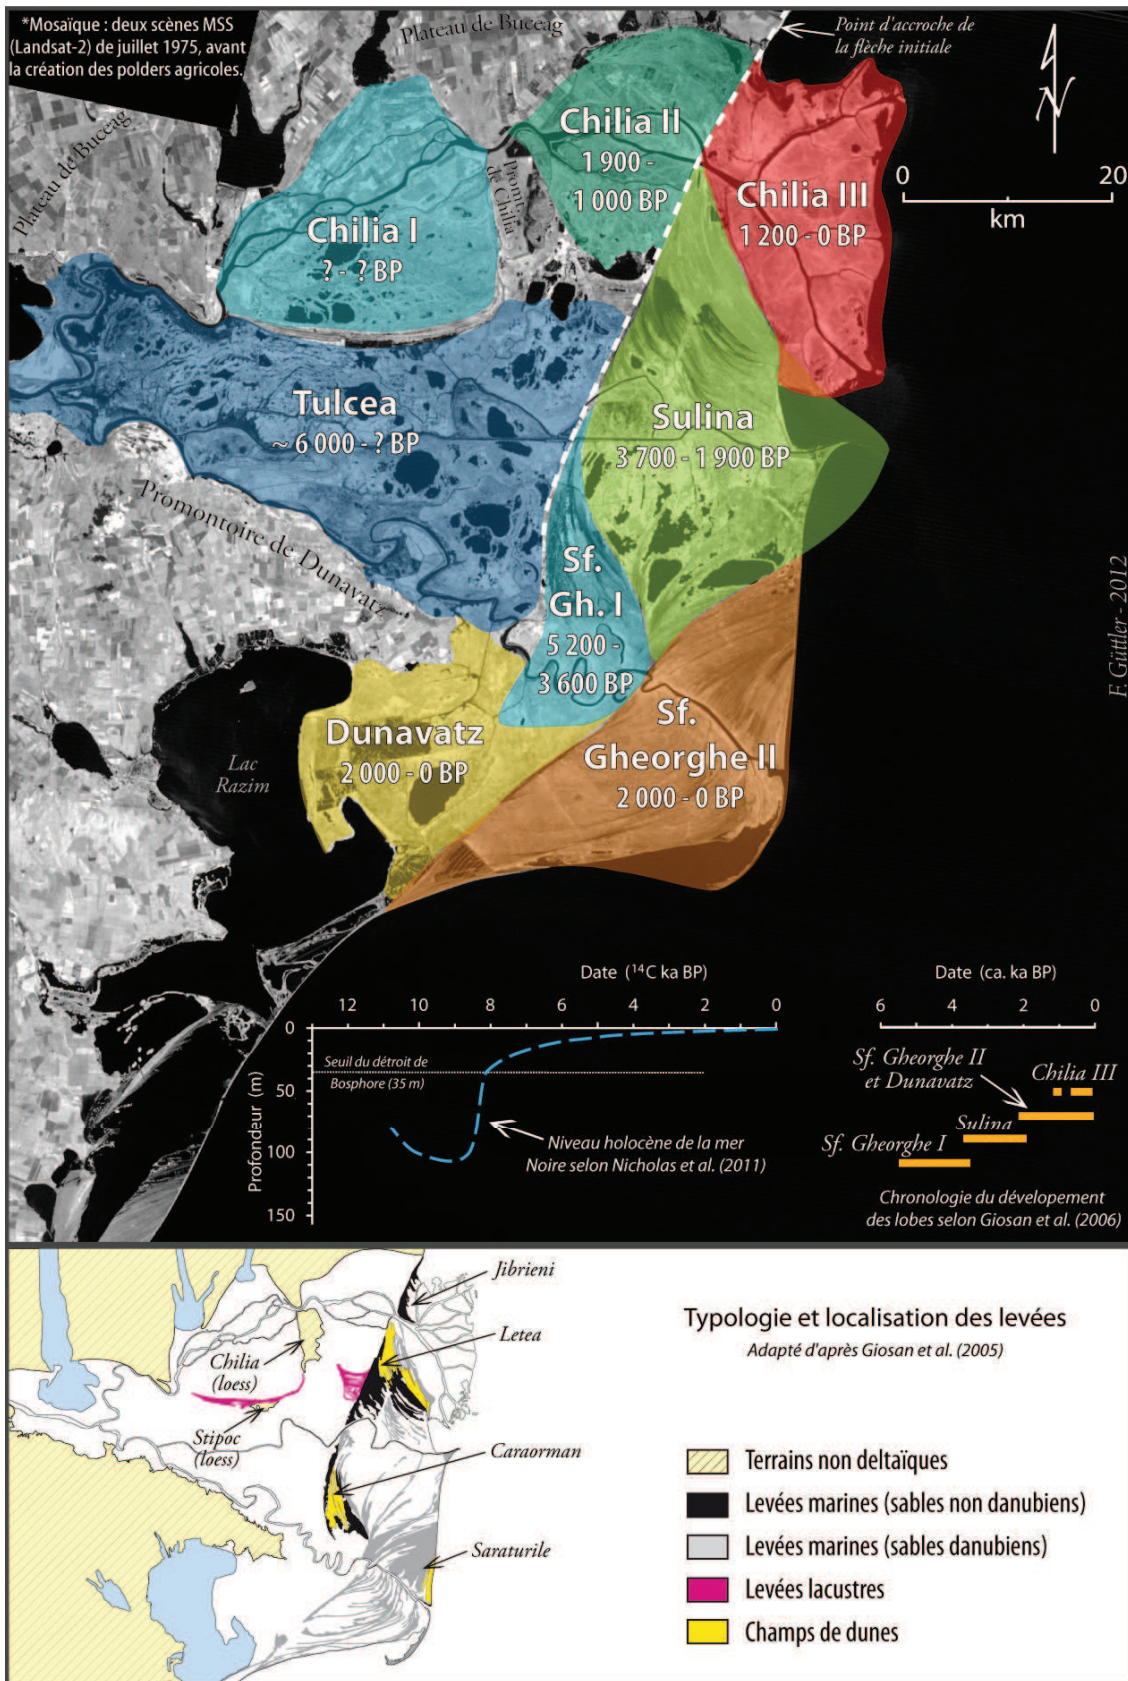 *Mosaïque : deux scènes MSS
(Landsat-2) de juillet 1975, avant
la création des polders agricoles.
Plateau de Buceag
Point d'accroche de
la flèche initiale
N
Plateau de Buceag
Promt.
de Chilia
Chilia II
1 900 -
1 000 BP
Chilia III
1 200 - 0 BP
0 20
km
Chilia I
? - ? BP
Tulcea
~ 6 000 - ? BP
Sulina
3 700 - 1 900 BP
Promontoire de Dunavatz
Sf.
Gh. I
5 200 -
3 600 BP
F. Güttler - 2012
Dunavatz
2 000 - 0 BP
Sf.
Gheorghe II
2 000 - 0 BP
Lac
Razim
Date (¹⁴C ka BP)
12 10 8 6 4 2 0
Profondeur (m)
0
50
100
150
Seuil du détroit de
Bosphore (35 m)
Niveau holocène de la mer
Noire selon Nicholas et al. (2011)
Date (ca. ka BP)
6 4 2 0
Sf. Gheorghe II
et Dunavatz
Chilia III
Sulina
Sf. Gheorghe I
Chronologie du dévelopement
des lobes selon Giosan et al. (2006)
Jibrieni
Letea
Chilia
(loess)
Stipoc
(loess)
Caraorman
Saraturile
Typologie et localisation des levées
Adapté d'après Giosan et al. (2005)
Terrains non deltaïques
Levées marines (sables non danubiens)
Levées marines (sables danubiens)
Levées lacustres
Champs de dunes